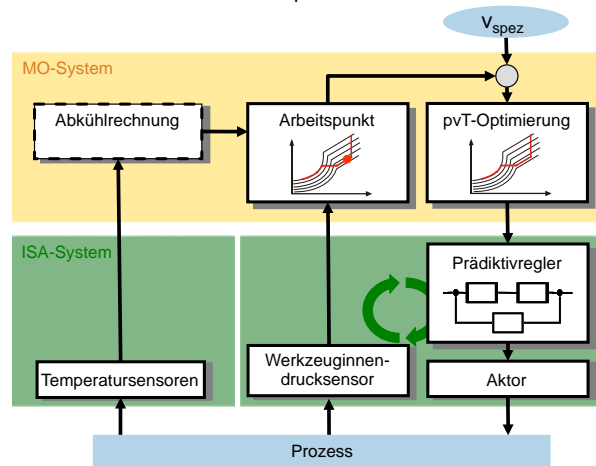 v_spez
MO-System
Abkühlrechnung
Arbeitspunkt
pvT-Optimierung
ISA-System
Prädiktivregler
Temperatursensoren
Werkzeuginnen-
drucksensor
Aktor
Prozess